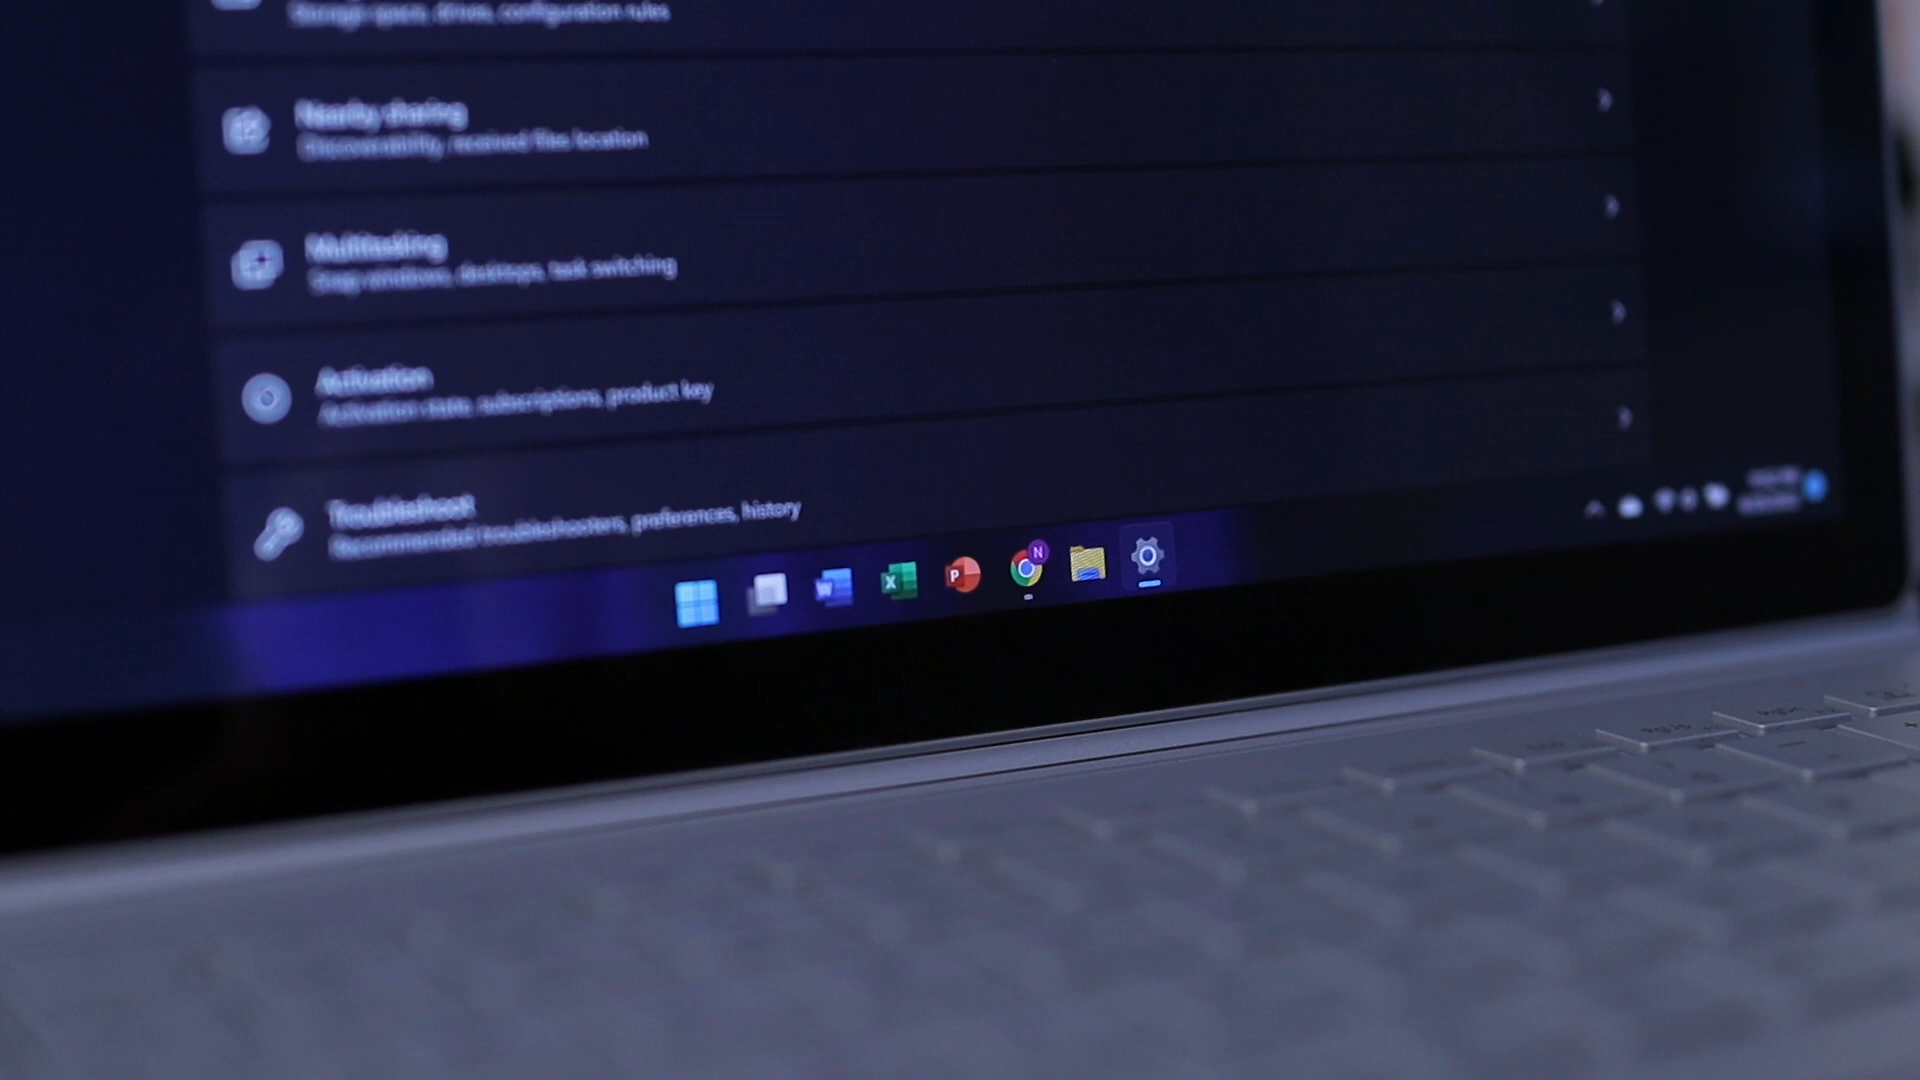 Storage space, drives, configuration rules
Nearby sharing
Discoverability, received files location
Multitasking
Snap windows, desktops, task switching
Activation
Activation state, subscriptions, product key
Troubleshoot
Recommended troubleshooters, preferences, history
W
X
P
N